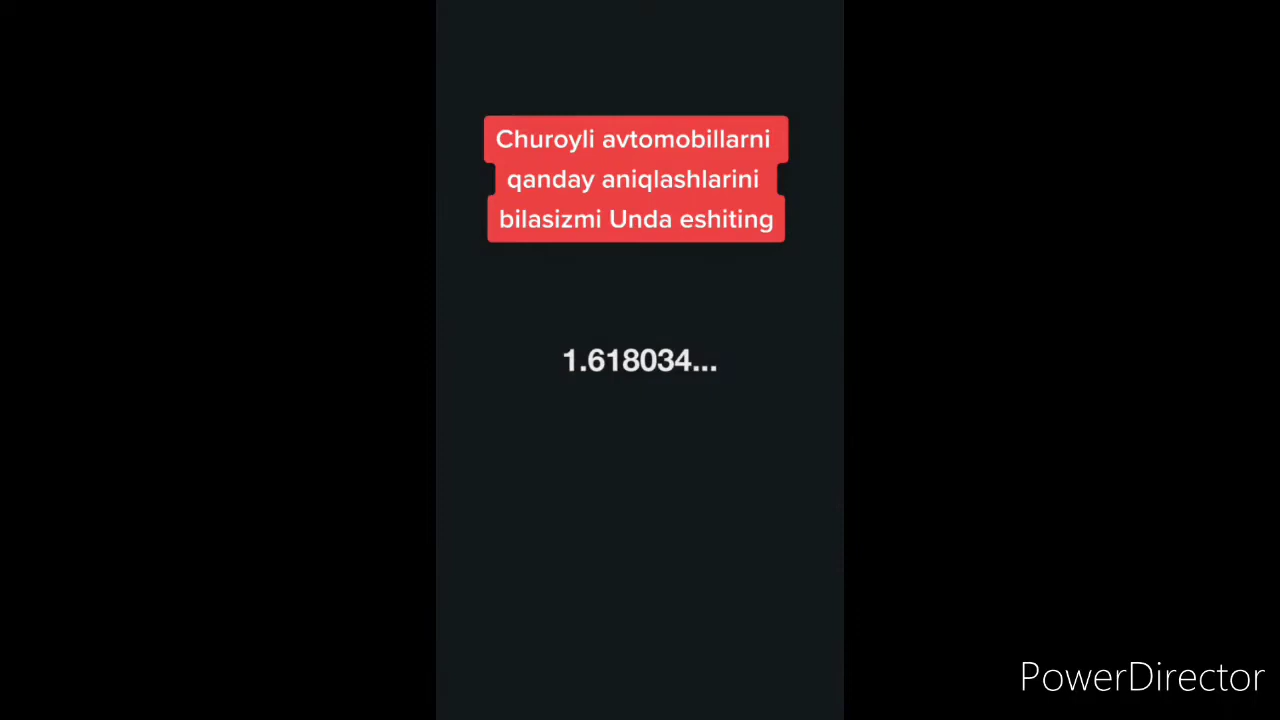 Churoyli avtomobillarni
qanday aniqlashlarini
bilasizmi Unda eshiting
1.618034...
PowerDirector